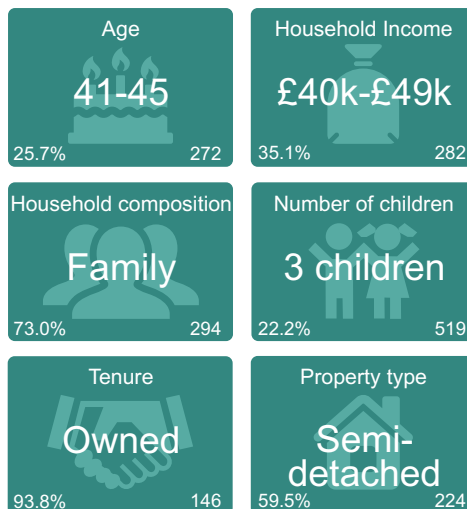 Age
41-45
25.7% 272
Household Income
£40k-£49k
35.1% 282
Household composition
Family
73.0% 294
Number of children
3 children
22.2% 519
Tenure
Owned
93.8% 146
Property type
Semi-
detached
59.5% 224